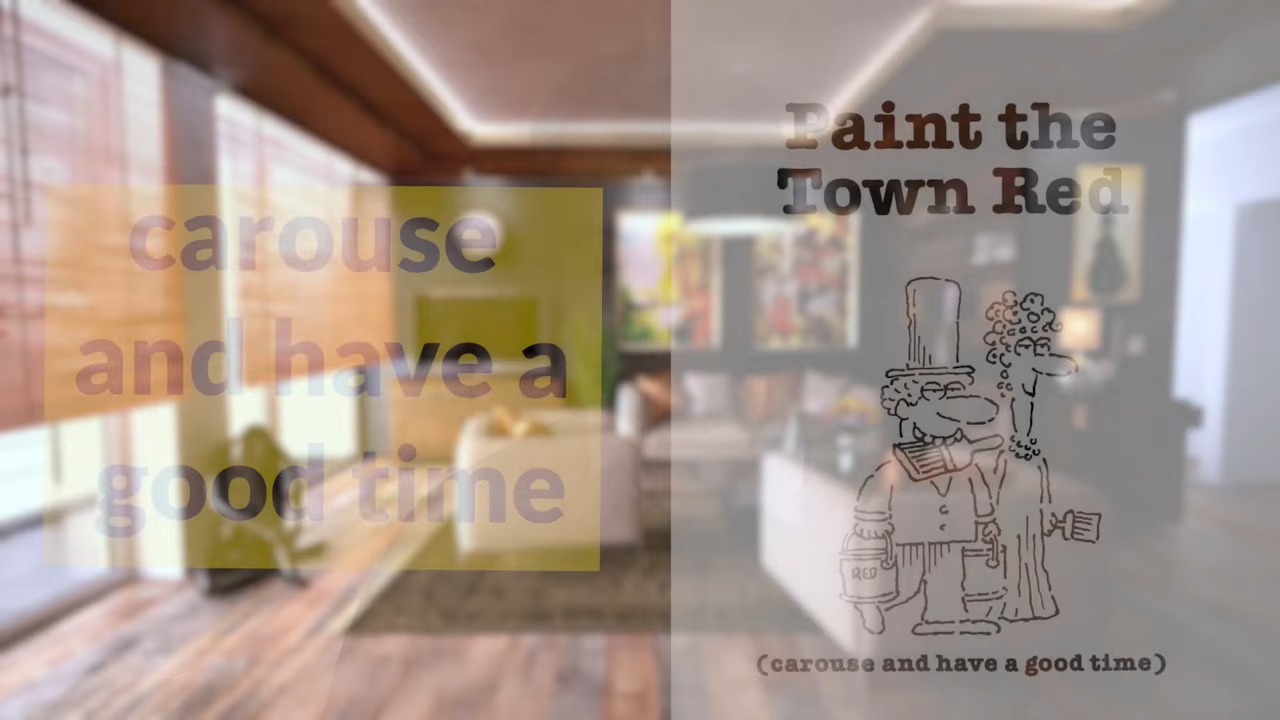 carouse
and have a
good time
Paint the
Town Red
RED
(carouse and have a good time)